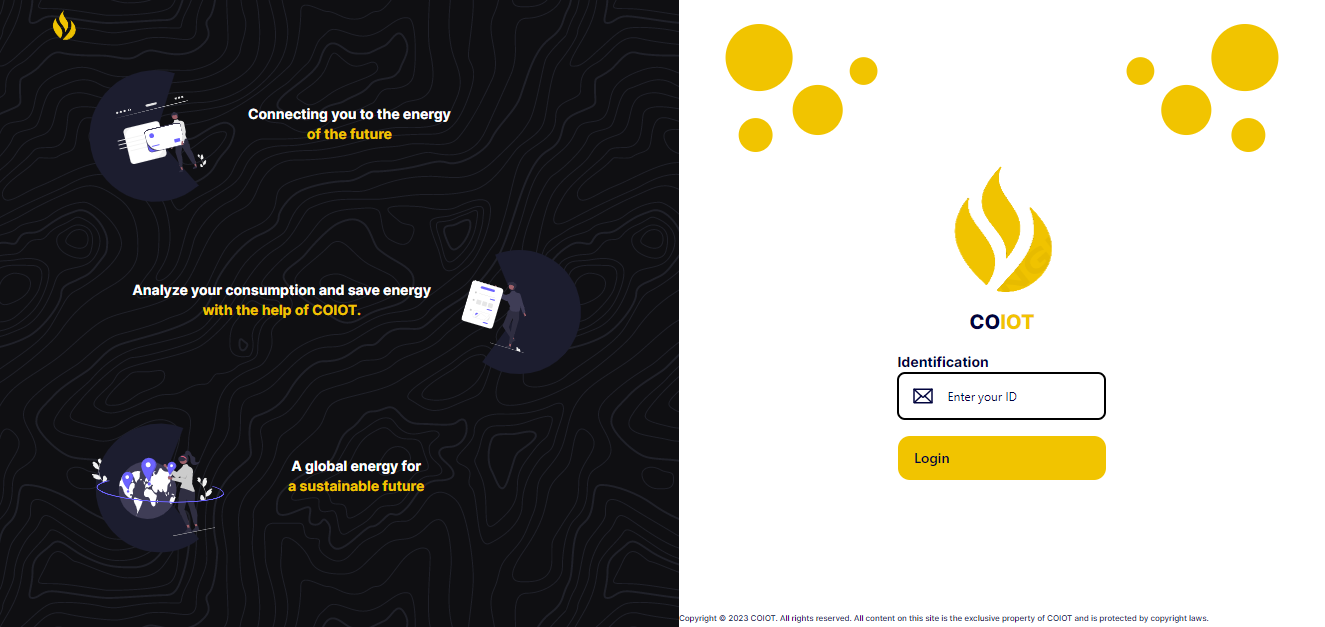 Connecting you to the energy
of the future
Analyze your consumption and save energy
with the help of COIOT.
A global energy for
a sustainable future
COIOT
Identification
Enter your ID
Login
Copyright © 2023 COIOT. All rights reserved. All content on this site is the exclusive property of COIOT and is protected by copyright laws.